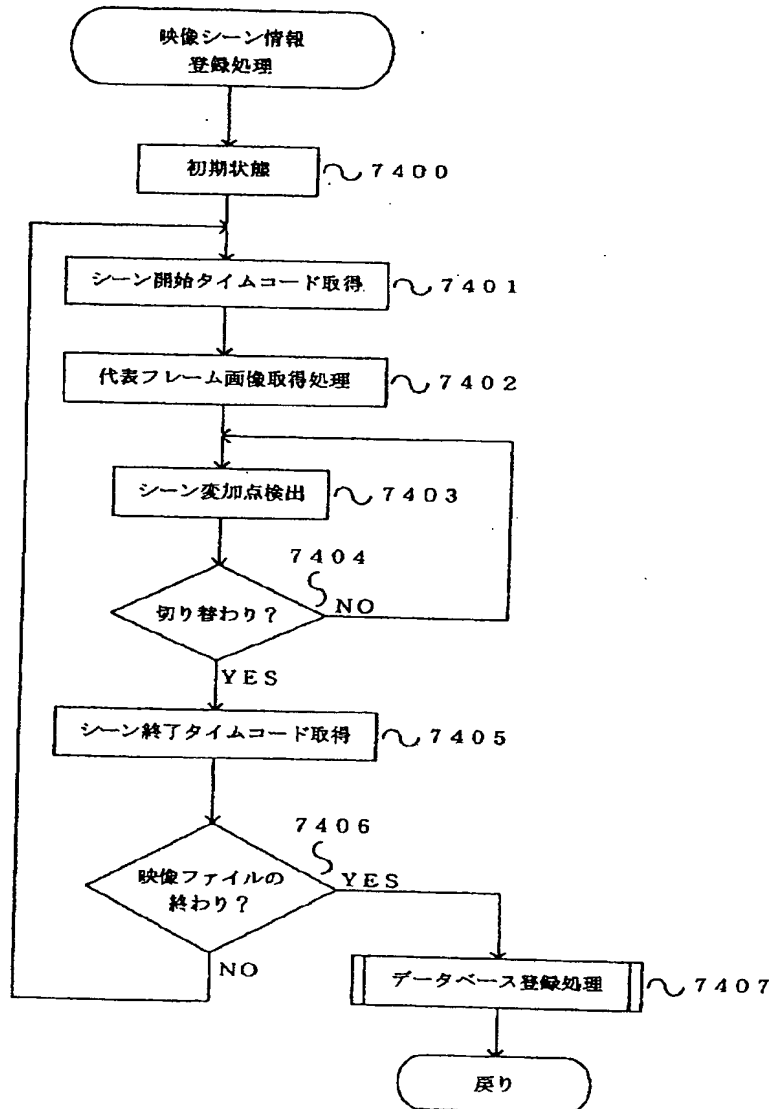 映像シーン情報
登録処理
初期状態 7400
シーン開始タイムコード取得 7401
代表フレーム画像取得処理 7402
シーン変加点検出 7403
7404
切り替わり？ NO
YES
シーン終了タイムコード取得 7405
7406
映像ファイルの
終わり？ YES
NO
データベース登録処理 7407
戻り